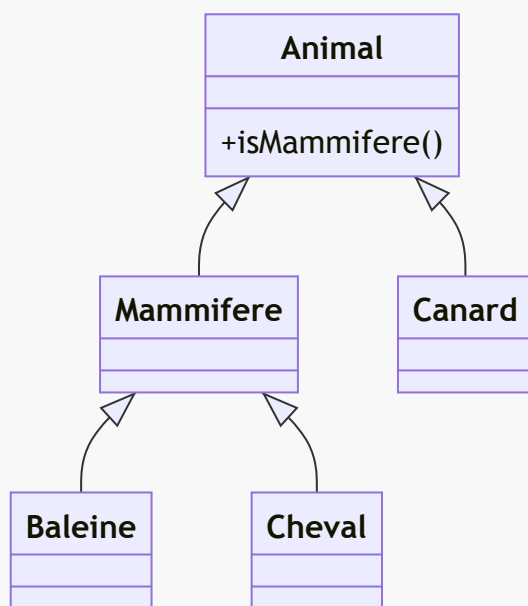 Animal
+isMammifere()
Mammifere
Canard
Baleine
Cheval